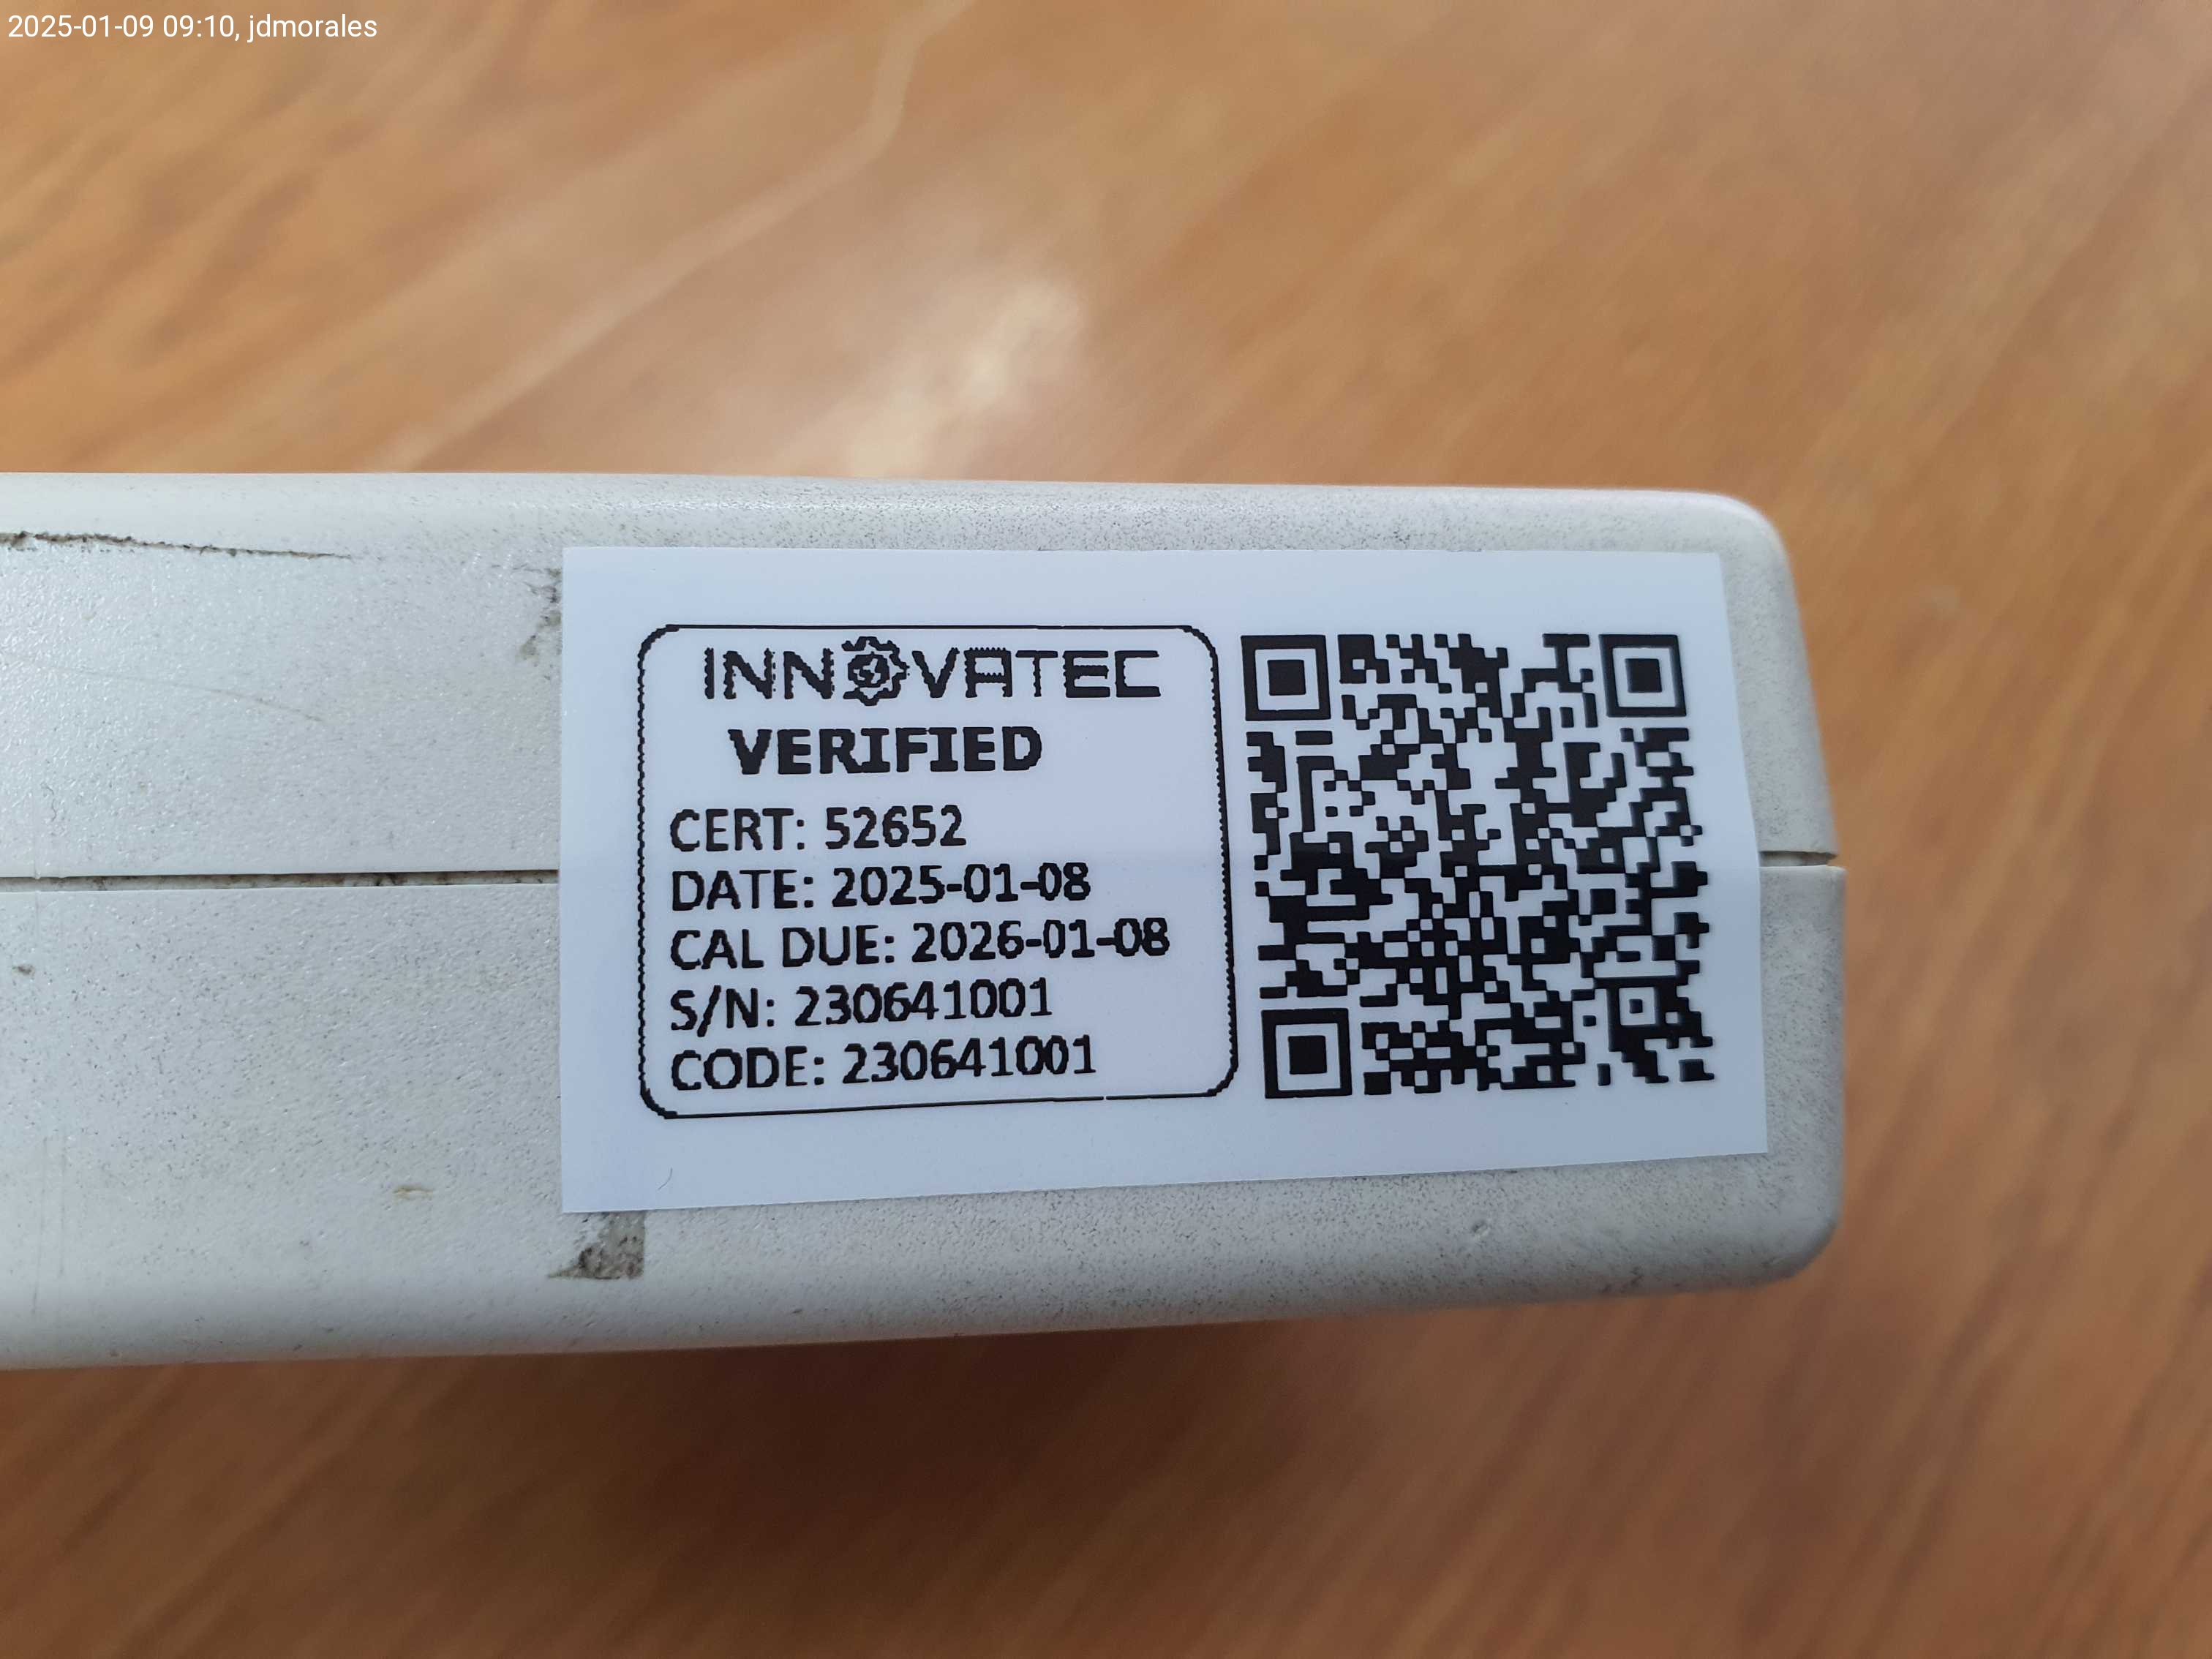 2025-01-09 09:10, jdmorales
INNOVATEC
VERIFIED
CERT: 52652
DATE: 2025-01-08
CAL DUE: 2026-01-08
S/N: 230641001
CODE: 230641001